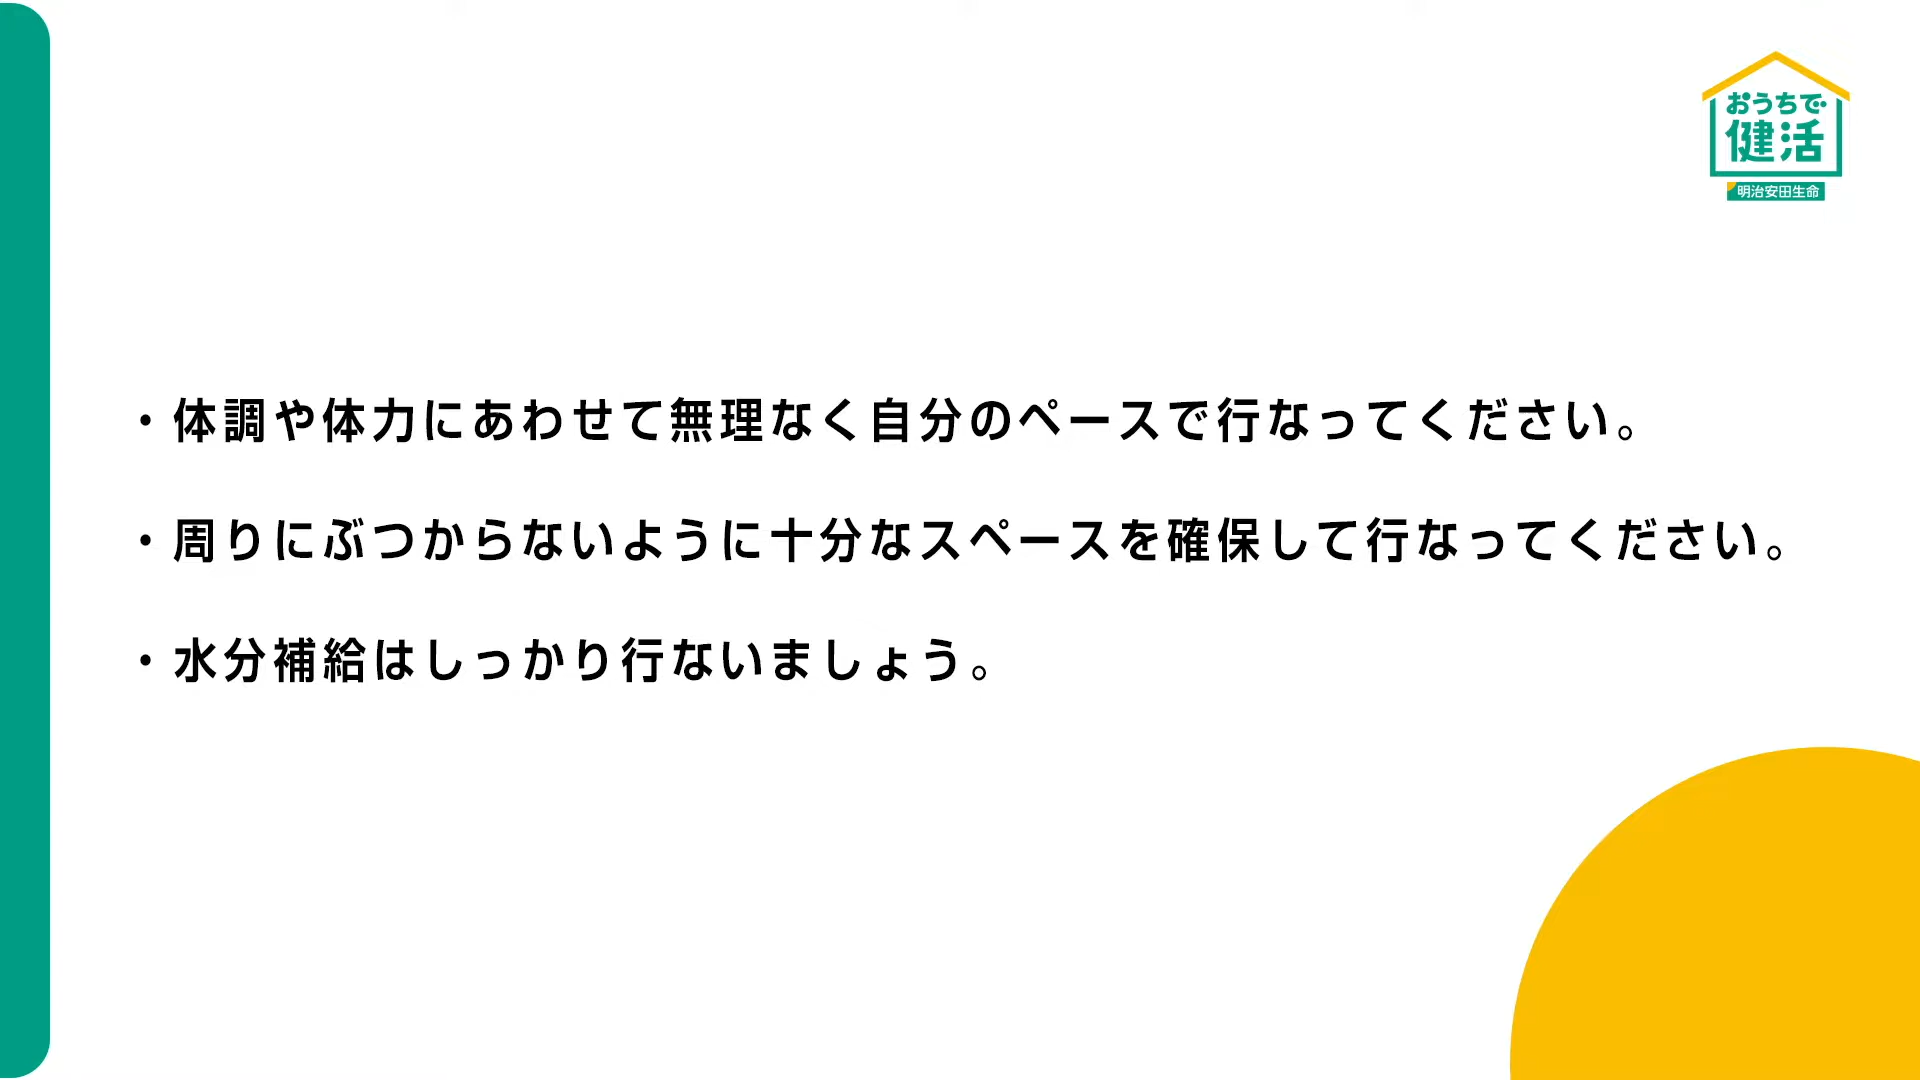 おうちで
健活
明治安田生命
・体調や体力にあわせて無理なく自分のペースで行なってください。
・周りにぶつからないように十分なスペースを確保して行なってください。
・水分補給はしっかり行ないましょう。